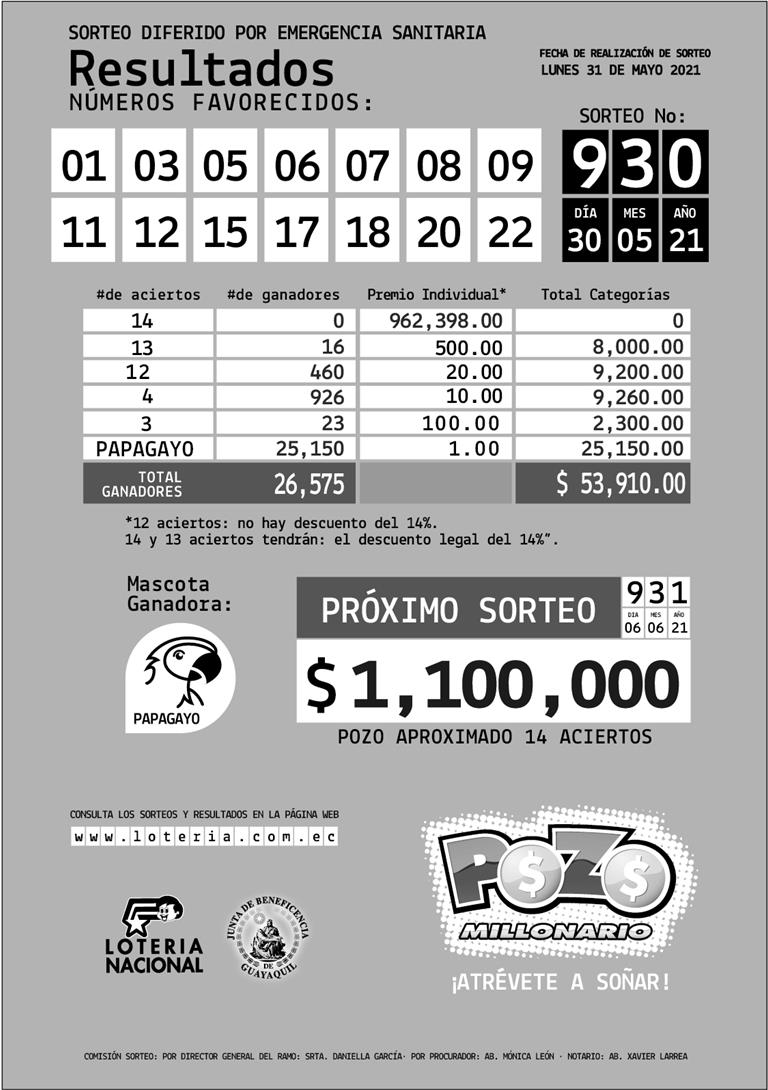 SORTEO DIFERIDO POR EMERGENCIA SANITARIA
Resultados
NÚMEROS FAVORECIDOS:
FECHA DE REALIZACIÓN DE SORTEO
LUNES 31 DE MAYO 2021
SORTEO No:
930
DÍA MES AÑO
30 05 21
01 03 05 06 07 08 09
11 12 15 17 18 20 22
#de aciertos #de ganadores Premio Individual* Total Categorías
14 0 962,398.00 0
13 16 500.00 8,000.00
12 460 20.00 9,200.00
4 926 10.00 9,260.00
3 23 100.00 2,300.00
PAPAGAYO 25,150 1.00 25,150.00
TOTAL
GANADORES 26,575 $ 53,910.00
*12 aciertos: no hay descuento del 14%.
14 y 13 aciertos tendrán: el descuento legal del 14%”.
Mascota
Ganadora:
PAPAGAYO
PRÓXIMO SORTEO
931
DIA MES AÑO
06 06 21
$1,100,000
POZO APROXIMADO 14 ACIERTOS
CONSULTA LOS SORTEOS Y RESULTADOS EN LA PÁGINA WEB
www.loteria.com.ec
LOTERIA
NACIONAL
JUNTA DE BENEFICENCIA
DE
GUAYAQUIL
POZO
MILLONARIO
¡ATRÉVETE A SOÑAR!
COMISIÓN SORTEO: POR DIRECTOR GENERAL DEL RAMO: SRTA. DANIELLA GARCÍA· POR PROCURADOR: AB. MÓNICA LEÓN · NOTARIO: AB. XAVIER LARREA